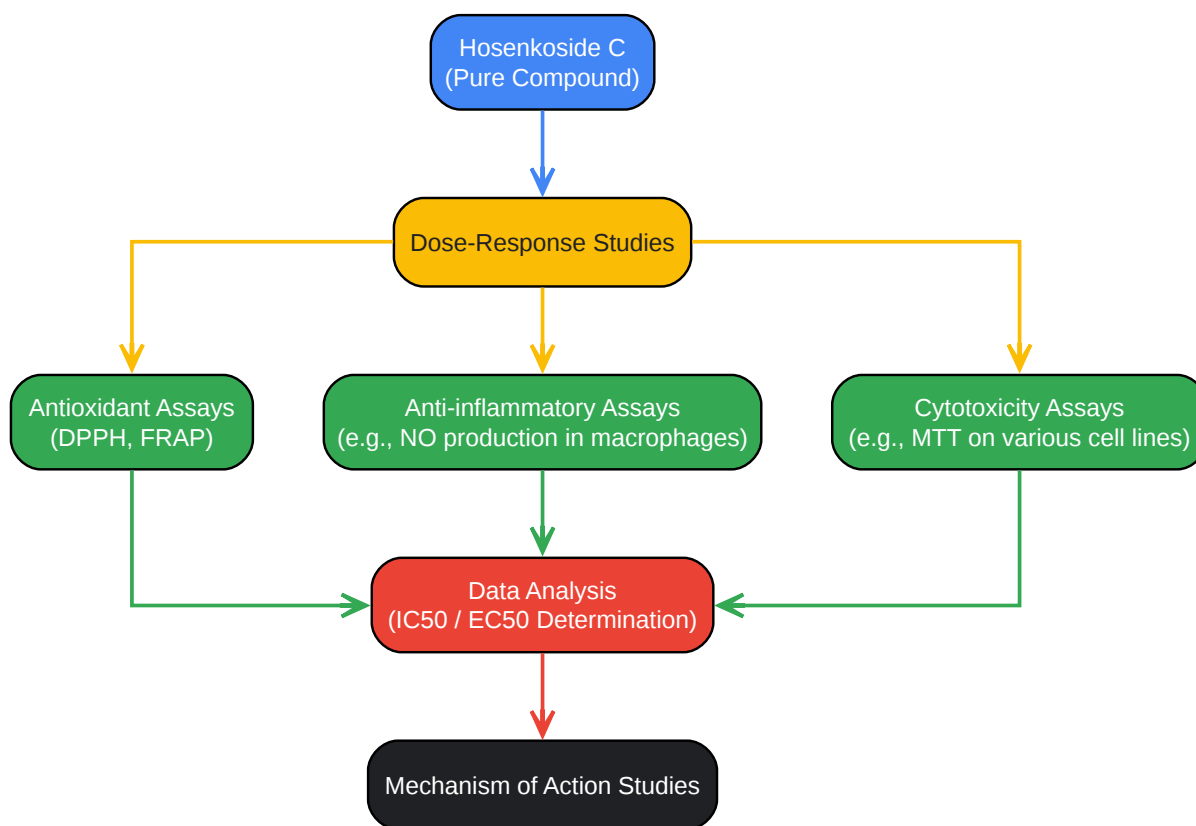 Hosenkoside C
(Pure Compound)
Dose-Response Studies
Antioxidant Assays
(DPPH, FRAP)
Anti-inflammatory Assays
(e.g., NO production in macrophages)
Cytotoxicity Assays
(e.g., MTT on various cell lines)
Data Analysis
(IC50 / EC50 Determination)
Mechanism of Action Studies